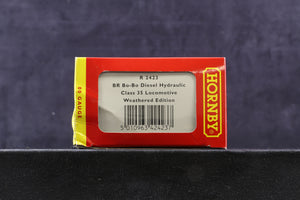 R 2423
BR Bo-Bo Diesel Hydraulic
Class 35 Locomotive
Weathered Edition
5 010963 424237
00 GAUGE
HORNBY